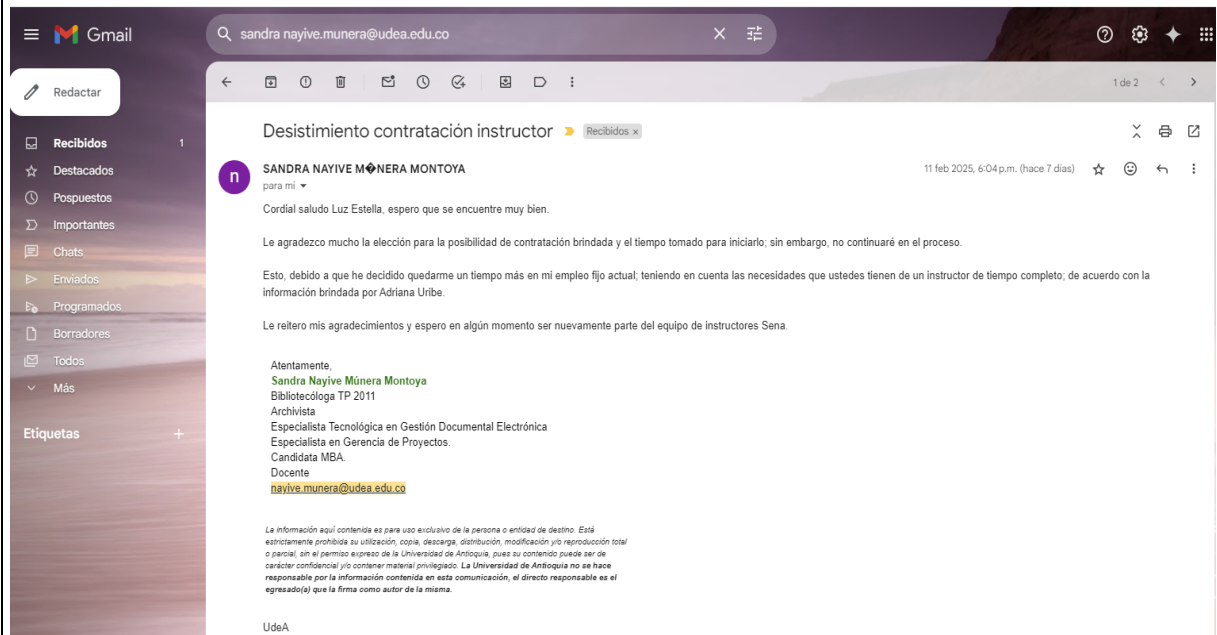 Gmail
sandra nayive.munera@udea.edu.co
Redactar
1 de 2
Recibidos 1
Destacados
Pospuestos
Importantes
Chats
Enviados
Programados
Borradores
Todos
Más
Etiquetas
Desistimiento contratación instructor
Recibidos x
n
SANDRA NAYIVE M�NERA MONTOYA
11 feb 2025, 6:04 p.m. (hace 7 días)
para mí
Cordial saludo Luz Estella, espero que se encuentre muy bien.
Le agradezco mucho la elección para la posibilidad de contratación brindada y el tiempo tomado para iniciarlo; sin embargo, no continuaré en el proceso.
Esto, debido a que he decidido quedarme un tiempo más en mi empleo fijo actual; teniendo en cuenta las necesidades que ustedes tienen de un instructor de tiempo completo; de acuerdo con la
información brindada por Adriana Uribe.
Le reitero mis agradecimientos y espero en algún momento ser nuevamente parte del equipo de instructores Sena.
Atentamente,
Sandra Nayive Múnera Montoya
Bibliotecóloga TP 2011
Archivista
Especialista Tecnológica en Gestión Documental Electrónica
Especialista en Gerencia de Proyectos.
Candidata MBA.
Docente
nayive.munera@udea.edu.co
La información aquí contenida es para uso exclusivo de la persona o entidad de destino. Está
estrictamente prohibida su utilización, copia, descarga, distribución, modificación y/o reproducción total
o parcial, sin el permiso expreso de la Universidad de Antioquia, pues su contenido puede ser de
carácter confidencial y/o contener material privilegiado. La Universidad de Antioquia no se hace
responsable por la información contenida en esta comunicación, el directo responsable es el
egresado(a) que la firma como autor de la misma.
UdeA